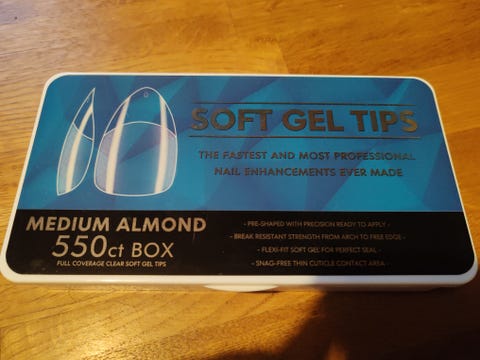 SOFT GEL TIPS
THE FASTEST AND MOST PROFESSIONAL
NAIL ENHANCEMENTS EVER MADE
MEDIUM ALMOND
550ct BOX
FULL COVERAGE CLEAR SOFT GEL TIPS
- PRE-SHAPED WITH PRECISION READY TO APPLY -
- BREAK RESISTANT STRENGTH FROM ARCH TO FREE EDGE -
- FLEXI-FIT SOFT GEL FOR PERFECT SEAL -
- SNAG-FREE THIN CUTICLE CONTACT AREA -